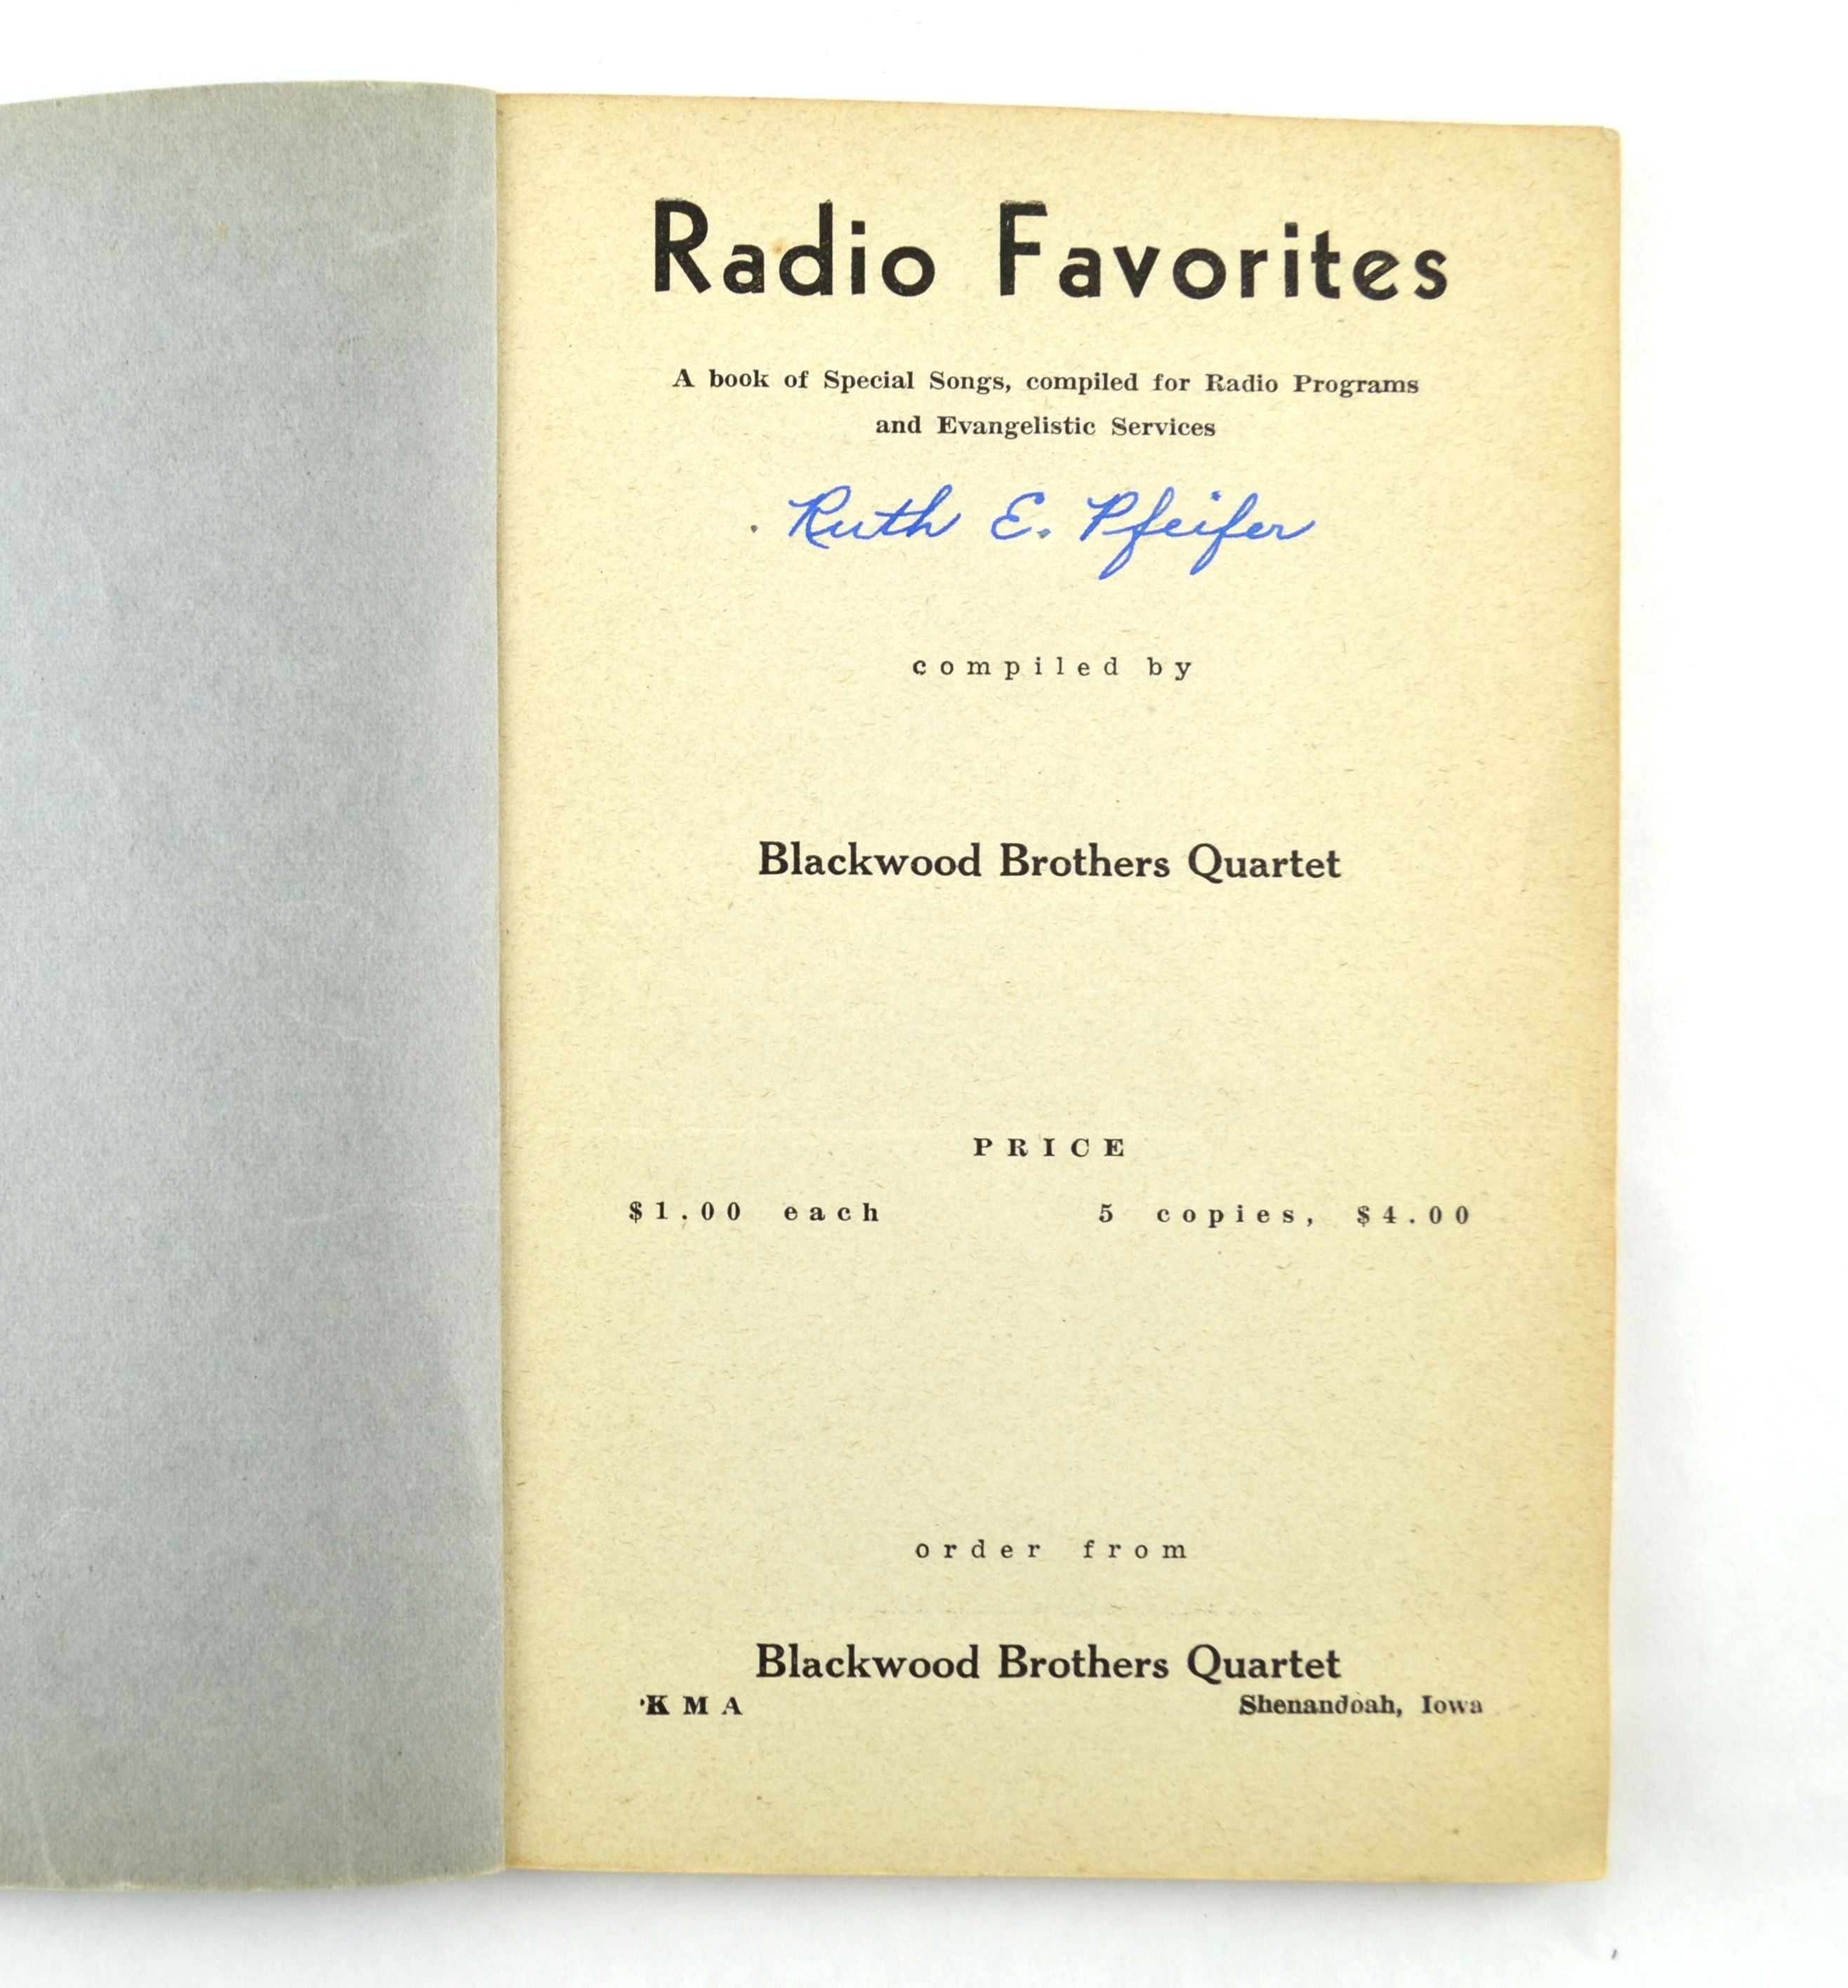 Radio Favorites
A book of Special Songs, compiled for Radio Programs
and Evangelistic Services
Ruth E. Pfeifer
compiled by
Blackwood Brothers Quartet
PRICE
$1.00 each 5 copies, $4.00
order from
Blackwood Brothers Quartet
KMA Shenandoah, Iowa